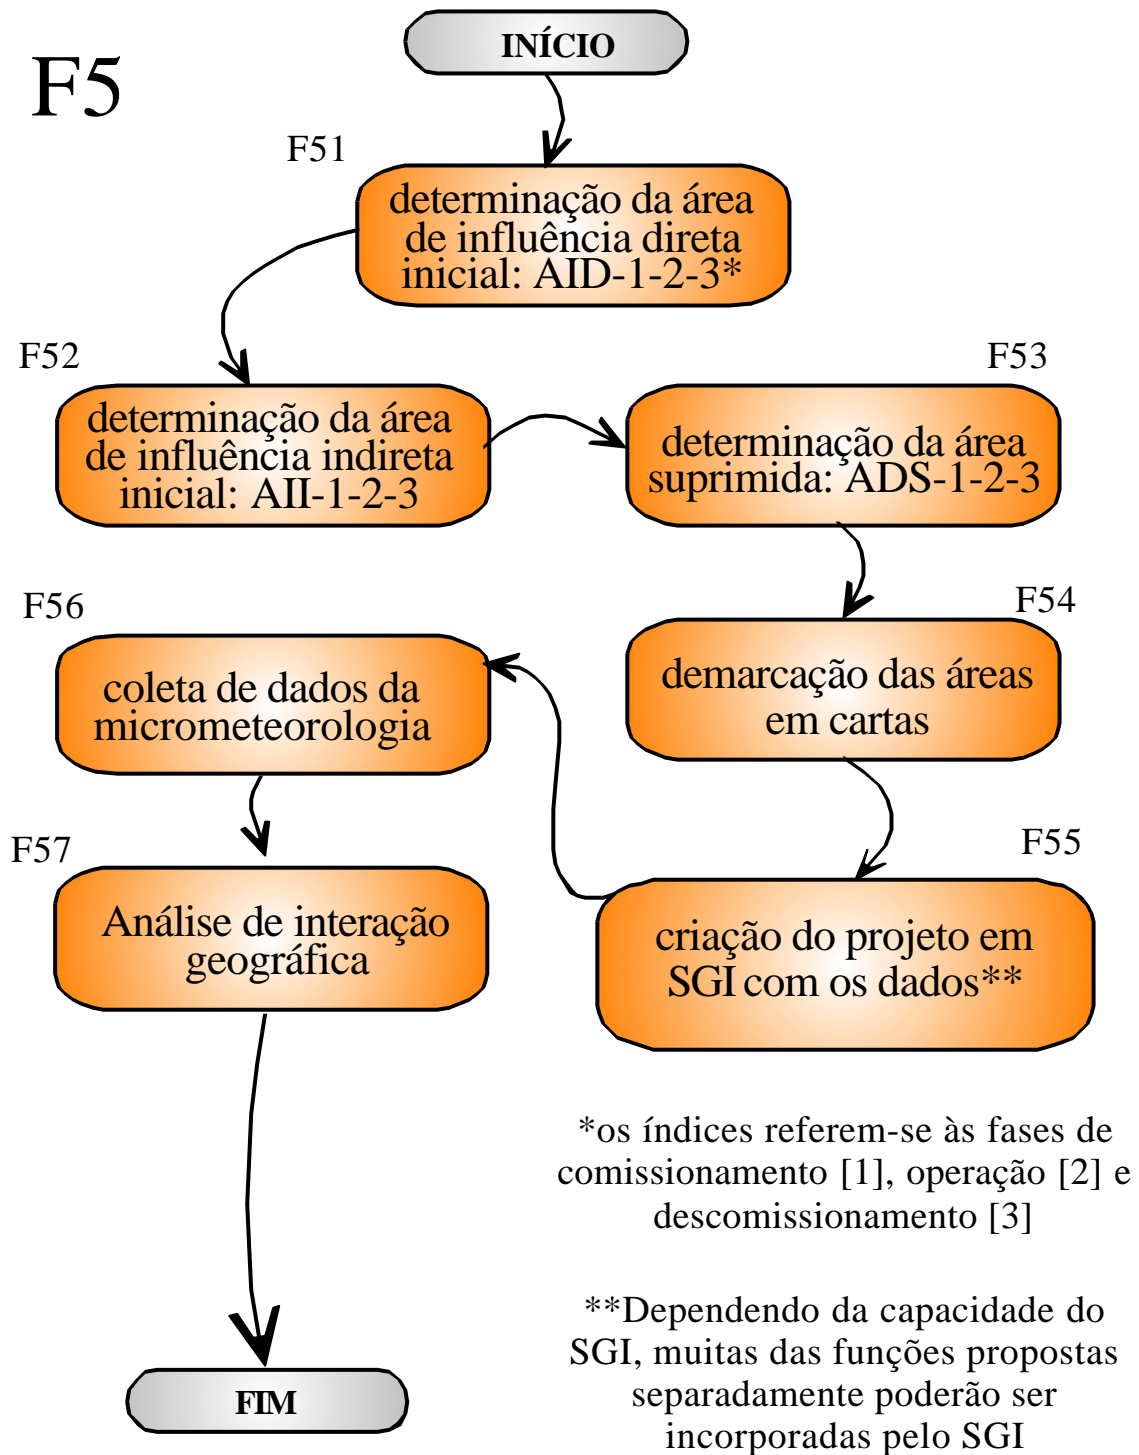 INÍCIO
F5
F51
determinação da área
de influência direta
inicial: AID-1-2-3*
F52
determinação da área
de influência indireta
inicial: AII-1-2-3
F53
determinação da área
suprimida: ADS-1-2-3
F54
demarcação das áreas
em cartas
F55
criação do projeto em
SGI com os dados**
F56
coleta de dados da
micrometeorologia
F57
Análise de interação
geográfica
FIM
*os índices referem-se às fases de
comissionamento [1], operação [2] e
descomissionamento [3]
**Dependendo da capacidade do
SGI, muitas das funções propostas
separadamente poderão ser
incorporadas pelo SGI